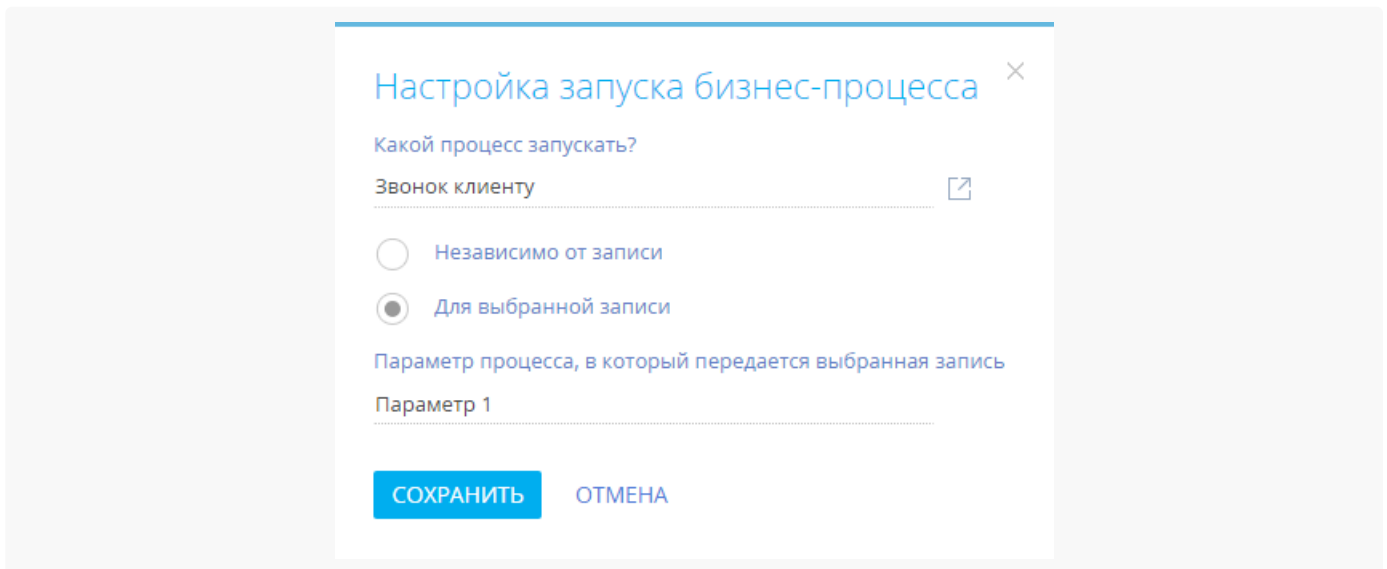 Настройка запуска бизнес-процесса
Какой процесс запускать?
Звонок клиенту
Независимо от записи
Для выбранной записи
Параметр процесса, в который передается выбранная запись
Параметр 1
СОХРАНИТЬ ОТМЕНА